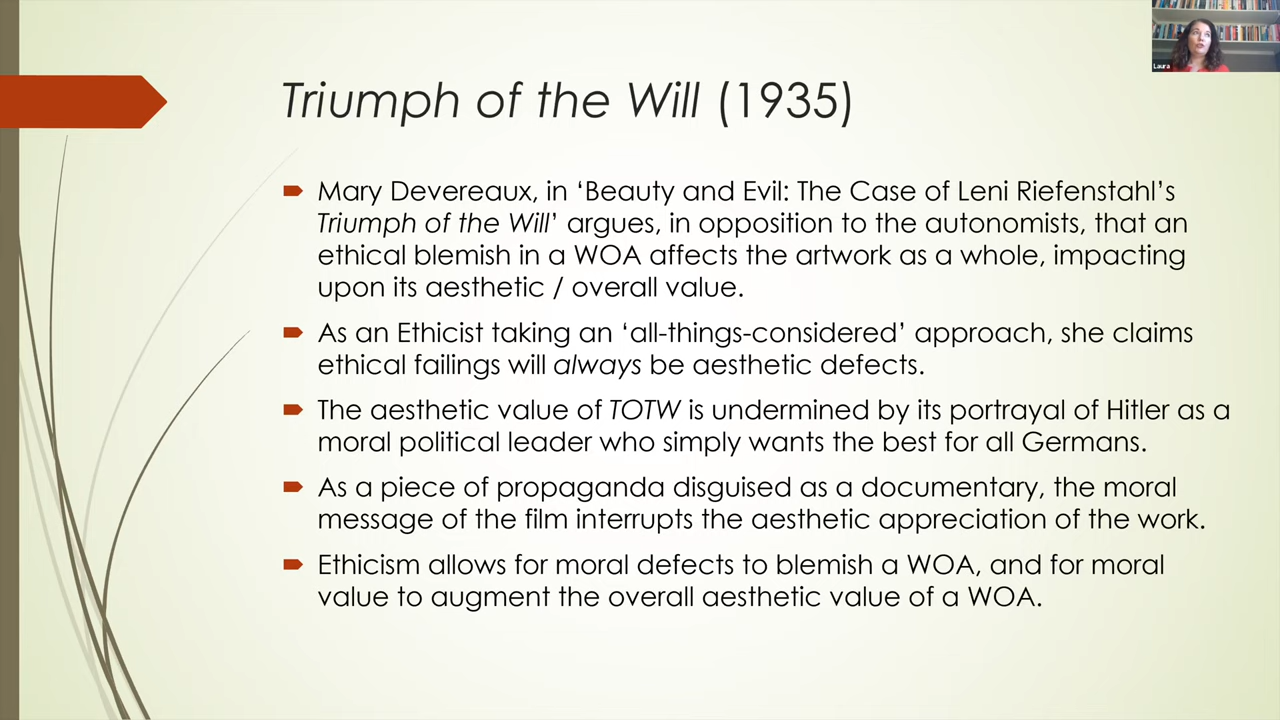 Laura
Triumph of the Will (1935)
Mary Devereaux, in ‘Beauty and Evil: The Case of Leni Riefenstahl’s
Triumph of the Will’ argues, in opposition to the autonomists, that an
ethical blemish in a WOA affects the artwork as a whole, impacting
upon its aesthetic / overall value.
As an Ethicist taking an ‘all-things-considered’ approach, she claims
ethical failings will always be aesthetic defects.
The aesthetic value of TOTW is undermined by its portrayal of Hitler as a
moral political leader who simply wants the best for all Germans.
As a piece of propaganda disguised as a documentary, the moral
message of the film interrupts the aesthetic appreciation of the work.
Ethicism allows for moral defects to blemish a WOA, and for moral
value to augment the overall aesthetic value of a WOA.